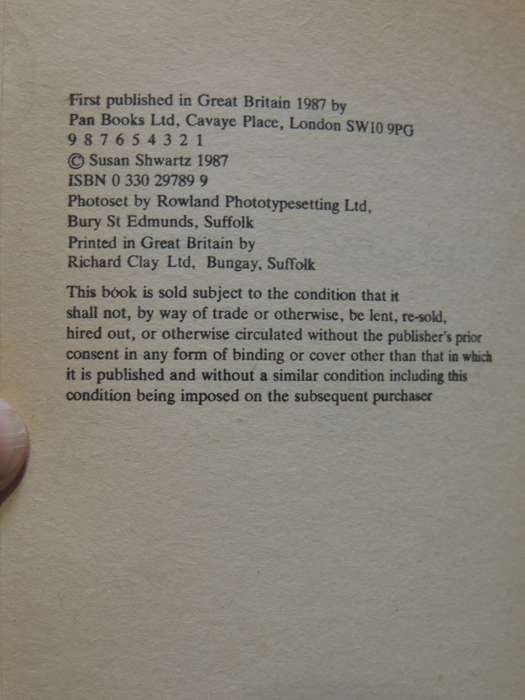 First published in Great Britain 1987 by
Pan Books Ltd, Cavaye Place, London SW10 9PG
9 8 7 6 5 4 3 2 1
© Susan Shwartz 1987
ISBN 0 330 29789 9
Photoset by Rowland Phototypesetting Ltd,
Bury St Edmunds, Suffolk
Printed in Great Britain by
Richard Clay Ltd, Bungay, Suffolk
This book is sold subject to the condition that it
shall not, by way of trade or otherwise, be lent, re-sold,
hired out, or otherwise circulated without the publisher's prior
consent in any form of binding or cover other than that in which
it is published and without a similar condition including this
condition being imposed on the subsequent purchaser